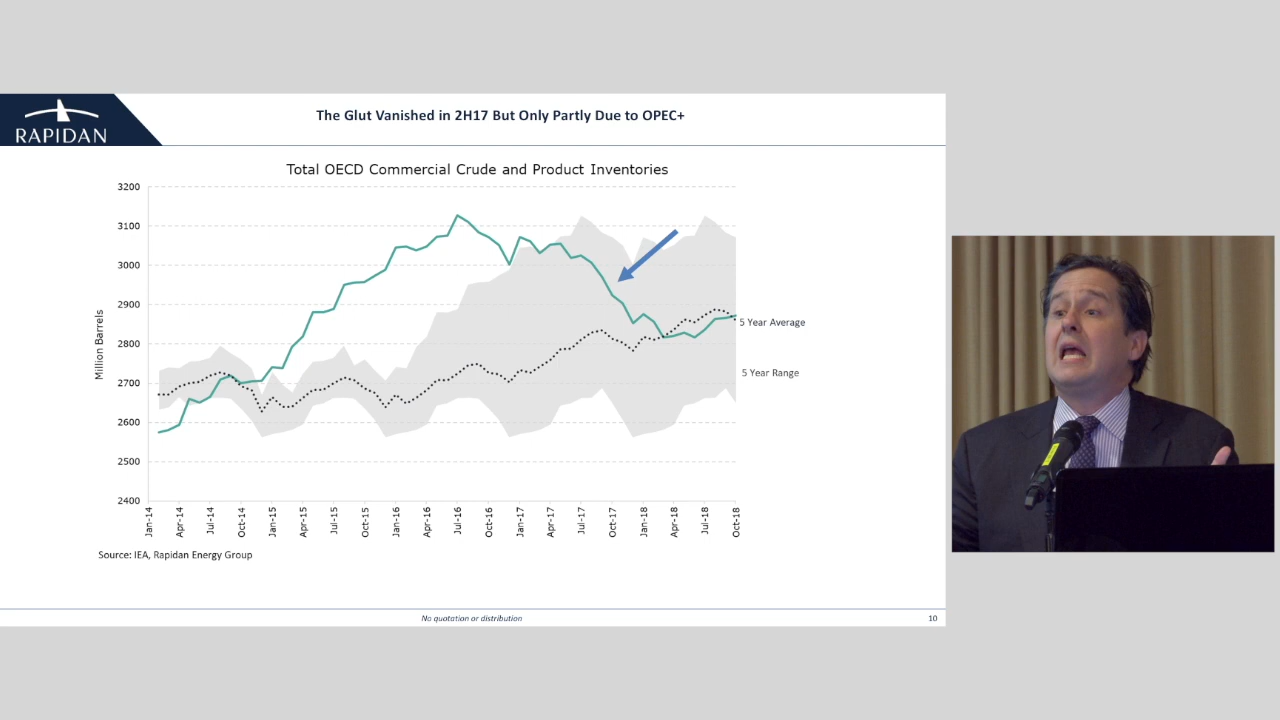 RAPIDAN
The Glut Vanished in 2H17 But Only Partly Due to OPEC+
Total OECD Commercial Crude and Product Inventories
Million Barrels
3200
3100
3000
2900
2800
2700
2600
2500
2400
Jan-14
Apr-14
Jul-14
Oct-14
Jan-15
Apr-15
Jul-15
Oct-15
Jan-16
Apr-16
Jul-16
Oct-16
Jan-17
Apr-17
Jul-17
Oct-17
Jan-18
Apr-18
Jul-18
Oct-18
5 Year Average
5 Year Range
Source: IEA, Rapidan Energy Group
No quotation or distribution
10